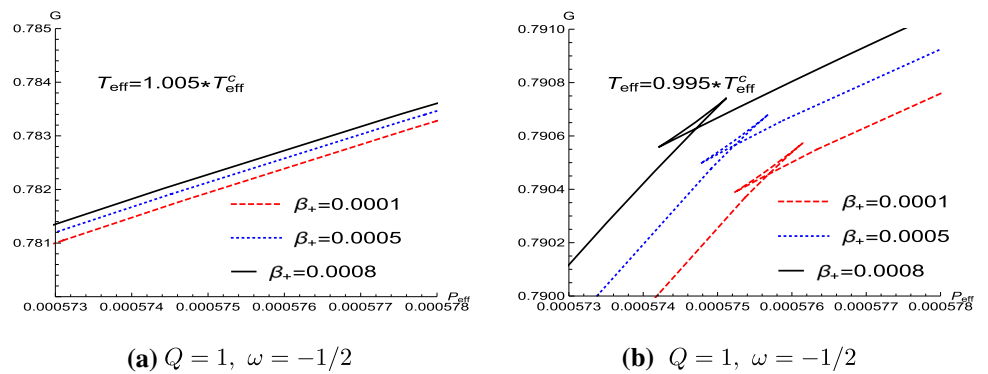 G
0.785
0.784
0.783
0.782
0.781
T_eff=1.005*T^c_eff
β+=0.0001
β+=0.0005
β+=0.0008
0.000573 0.000574 0.000575 0.000576 0.000577 0.000578
P_eff
(a) Q = 1, ω = −1/2
G
0.7910
0.7908
0.7906
0.7904
0.7902
0.7900
T_eff=0.995*T^c_eff
β+=0.0001
β+=0.0005
β+=0.0008
0.000573 0.000574 0.000575 0.000576 0.000577 0.000578
P_eff
(b) Q = 1, ω = −1/2